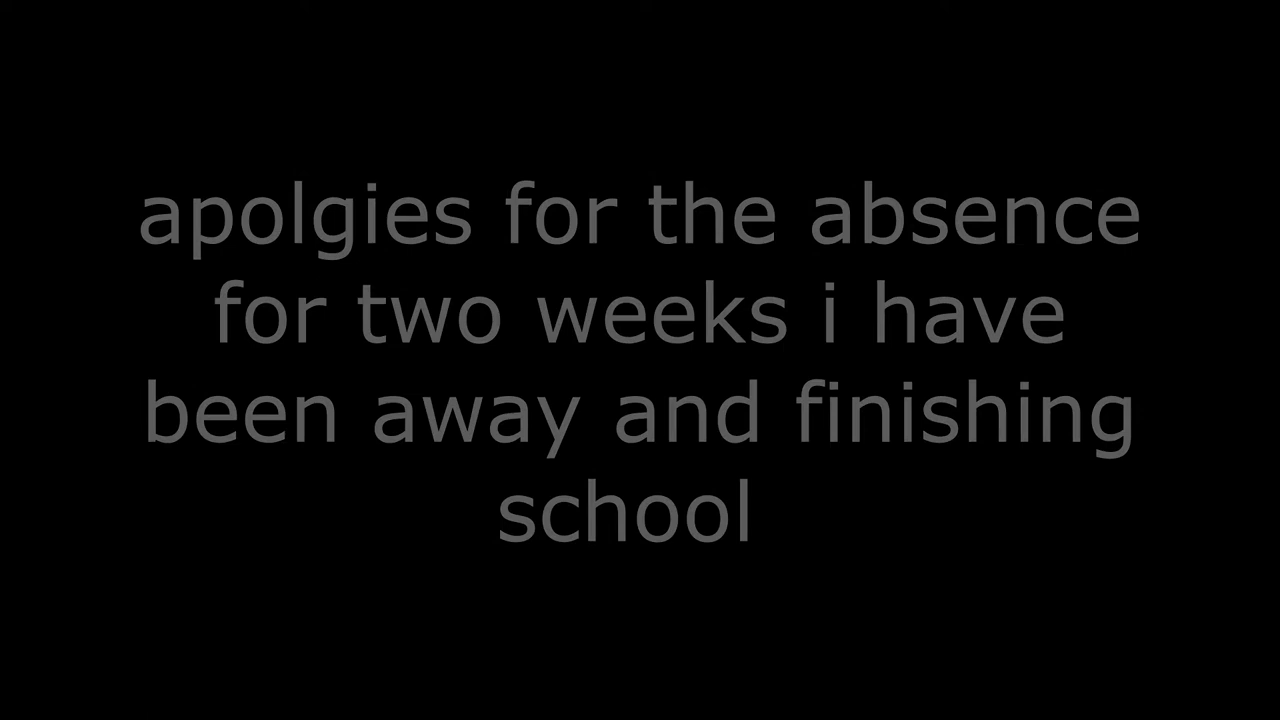 apolgies for the absence
for two weeks i have
been away and finishing
school